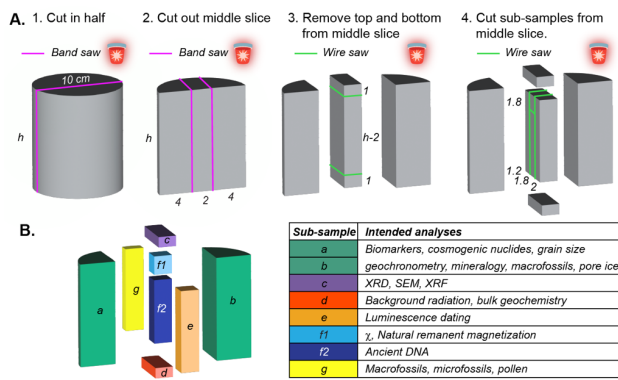 A.
1. Cut in half
2. Cut out middle slice
3. Remove top and bottom
from middle slice
4. Cut sub-samples from
middle slice.
Band saw
Band saw
Wire saw
Wire saw
10 cm
h
h
4
2
4
1
h-2
1
1.8
1.2
1.8
2
B.
a
g
c
f1
f2
d
e
b
Sub-sample Intended analyses
a Biomarkers, cosmogenic nuclides, grain size
b geochronometry, mineralogy, macrofossils, pore ice
c XRD, SEM, XRF
d Background radiation, bulk geochemistry
e Luminescence dating
f1 χ, Natural remanent magnetization
f2 Ancient DNA
g Macrofossils, microfossils, pollen